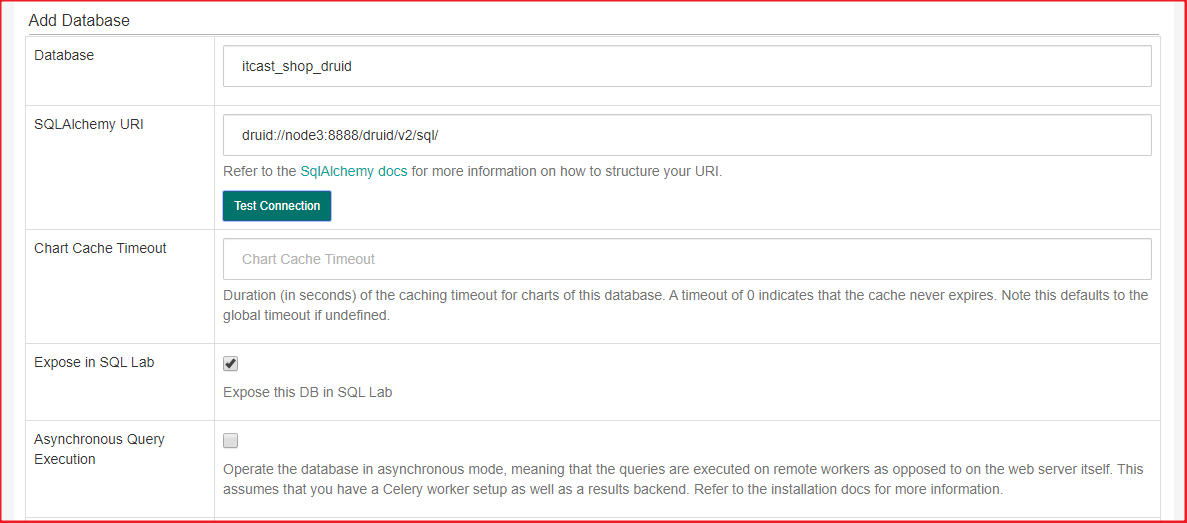 Add Database
Database
itcast_shop_druid
SQLAlchemy URI
druid://node3:8888/druid/v2/sql/
Refer to the SqlAlchemy docs for more information on how to structure your URI.
Test Connection
Chart Cache Timeout
Chart Cache Timeout
Duration (in seconds) of the caching timeout for charts of this database. A timeout of 0 indicates that the cache never expires. Note this defaults to the
global timeout if undefined.
Expose in SQL Lab
Expose this DB in SQL Lab
Asynchronous Query
Execution
Operate the database in asynchronous mode, meaning that the queries are executed on remote workers as opposed to on the web server itself. This
assumes that you have a Celery worker setup as well as a results backend. Refer to the installation docs for more information.